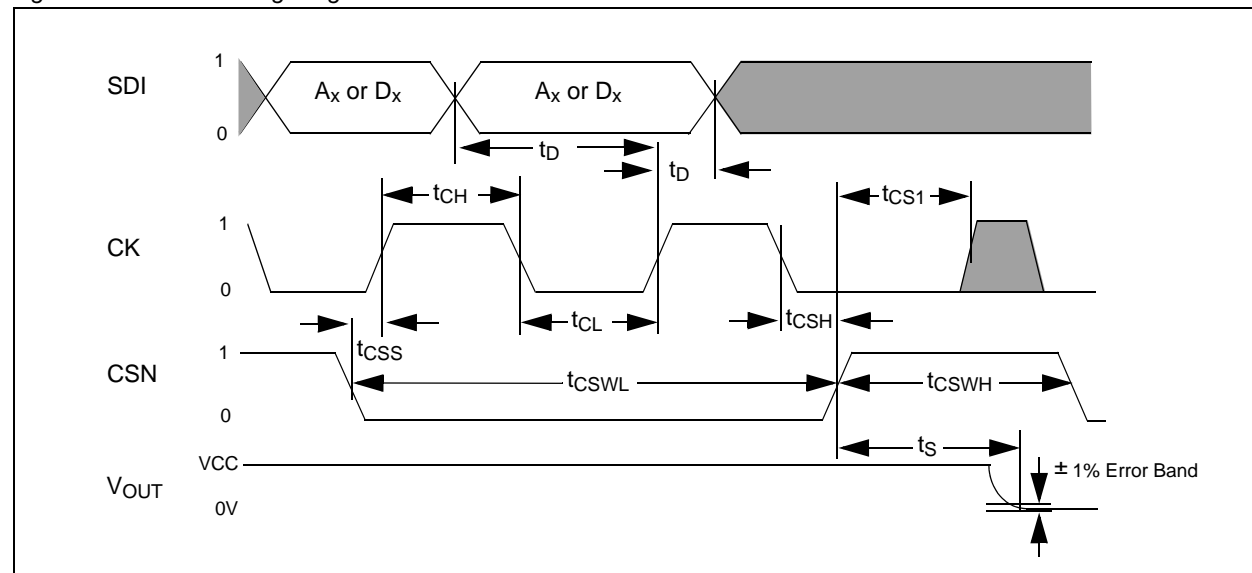 SDI
1
0
Ax or Dx
Ax or Dx
tD
tD
tCH
tCS1
CK
1
0
tCSS
tCL
tCSH
CSN
1
0
tCSWL
tCSWH
tS
VOUT
VCC
0V
± 1% Error Band